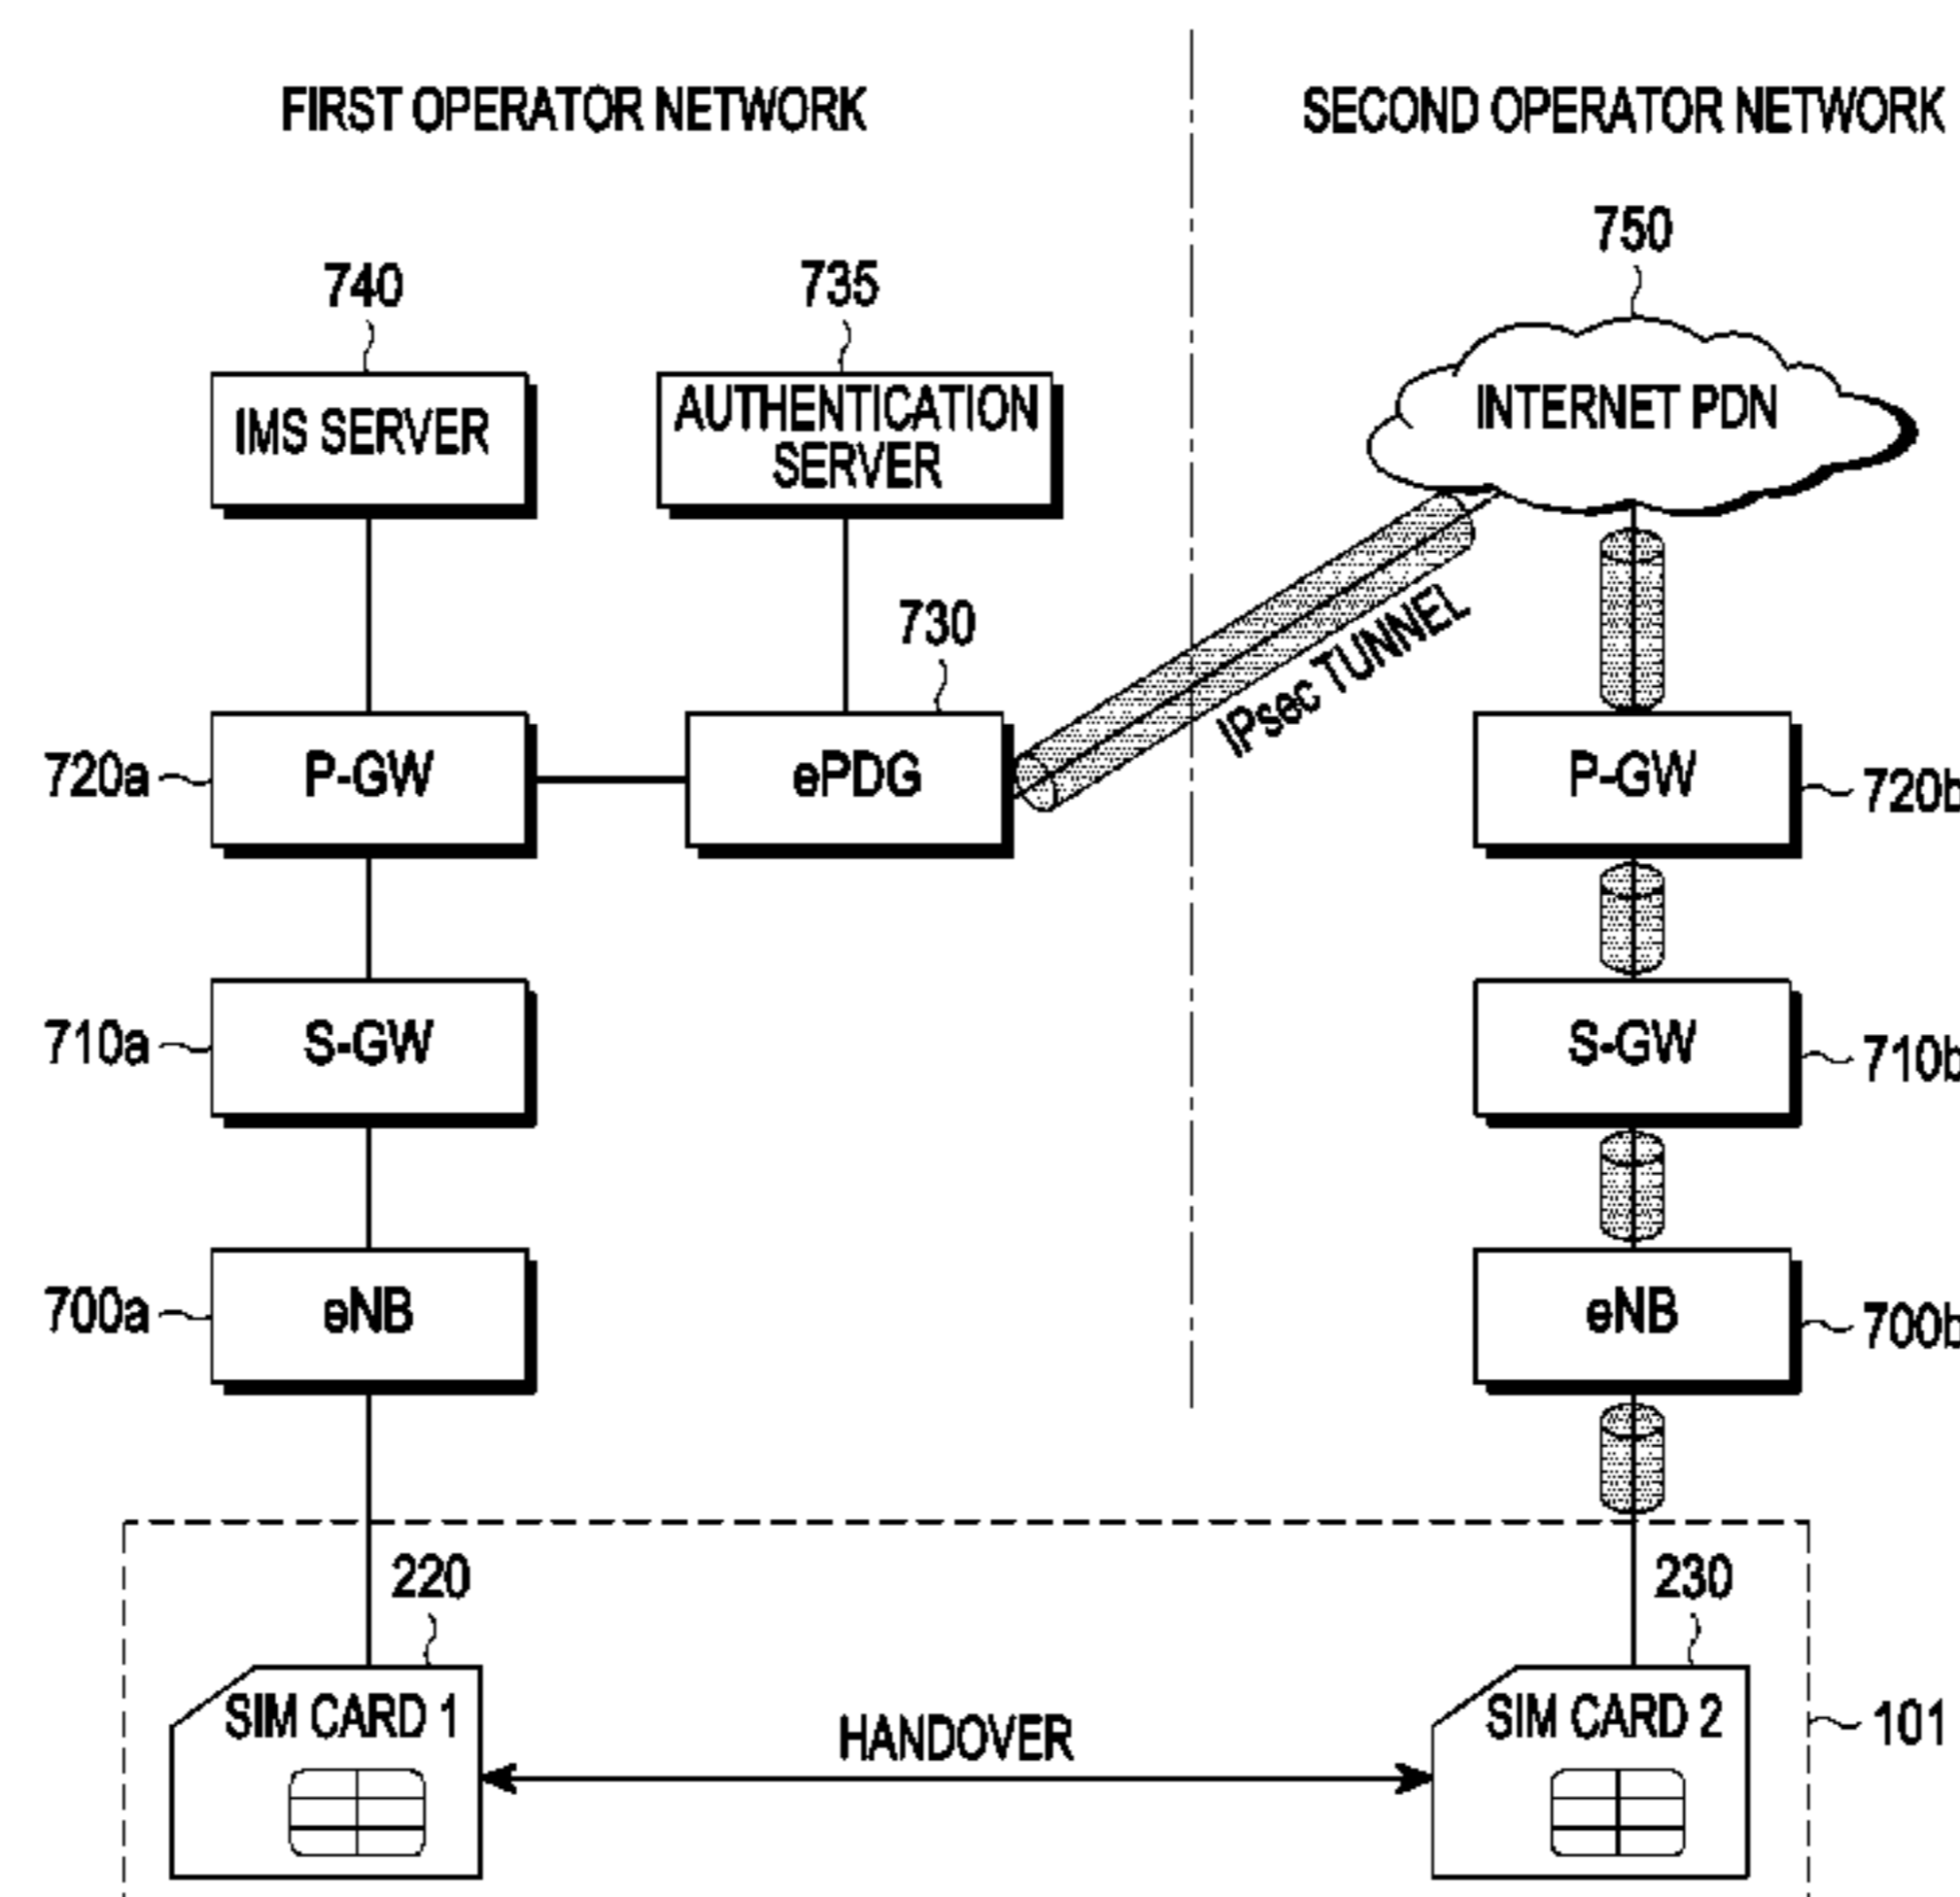 FIRST OPERATOR NETWORK
SECOND OPERATOR NETWORK
750
740
735
IMS SERVER
AUTHENTICATION
SERVER
INTERNET PDN
730
IPsec TUNNEL
720a
P-GW
ePDG
P-GW
720b
710a
S-GW
S-GW
710b
700a
eNB
eNB
700b
220
230
SIM CARD 1
HANDOVER
SIM CARD 2
101